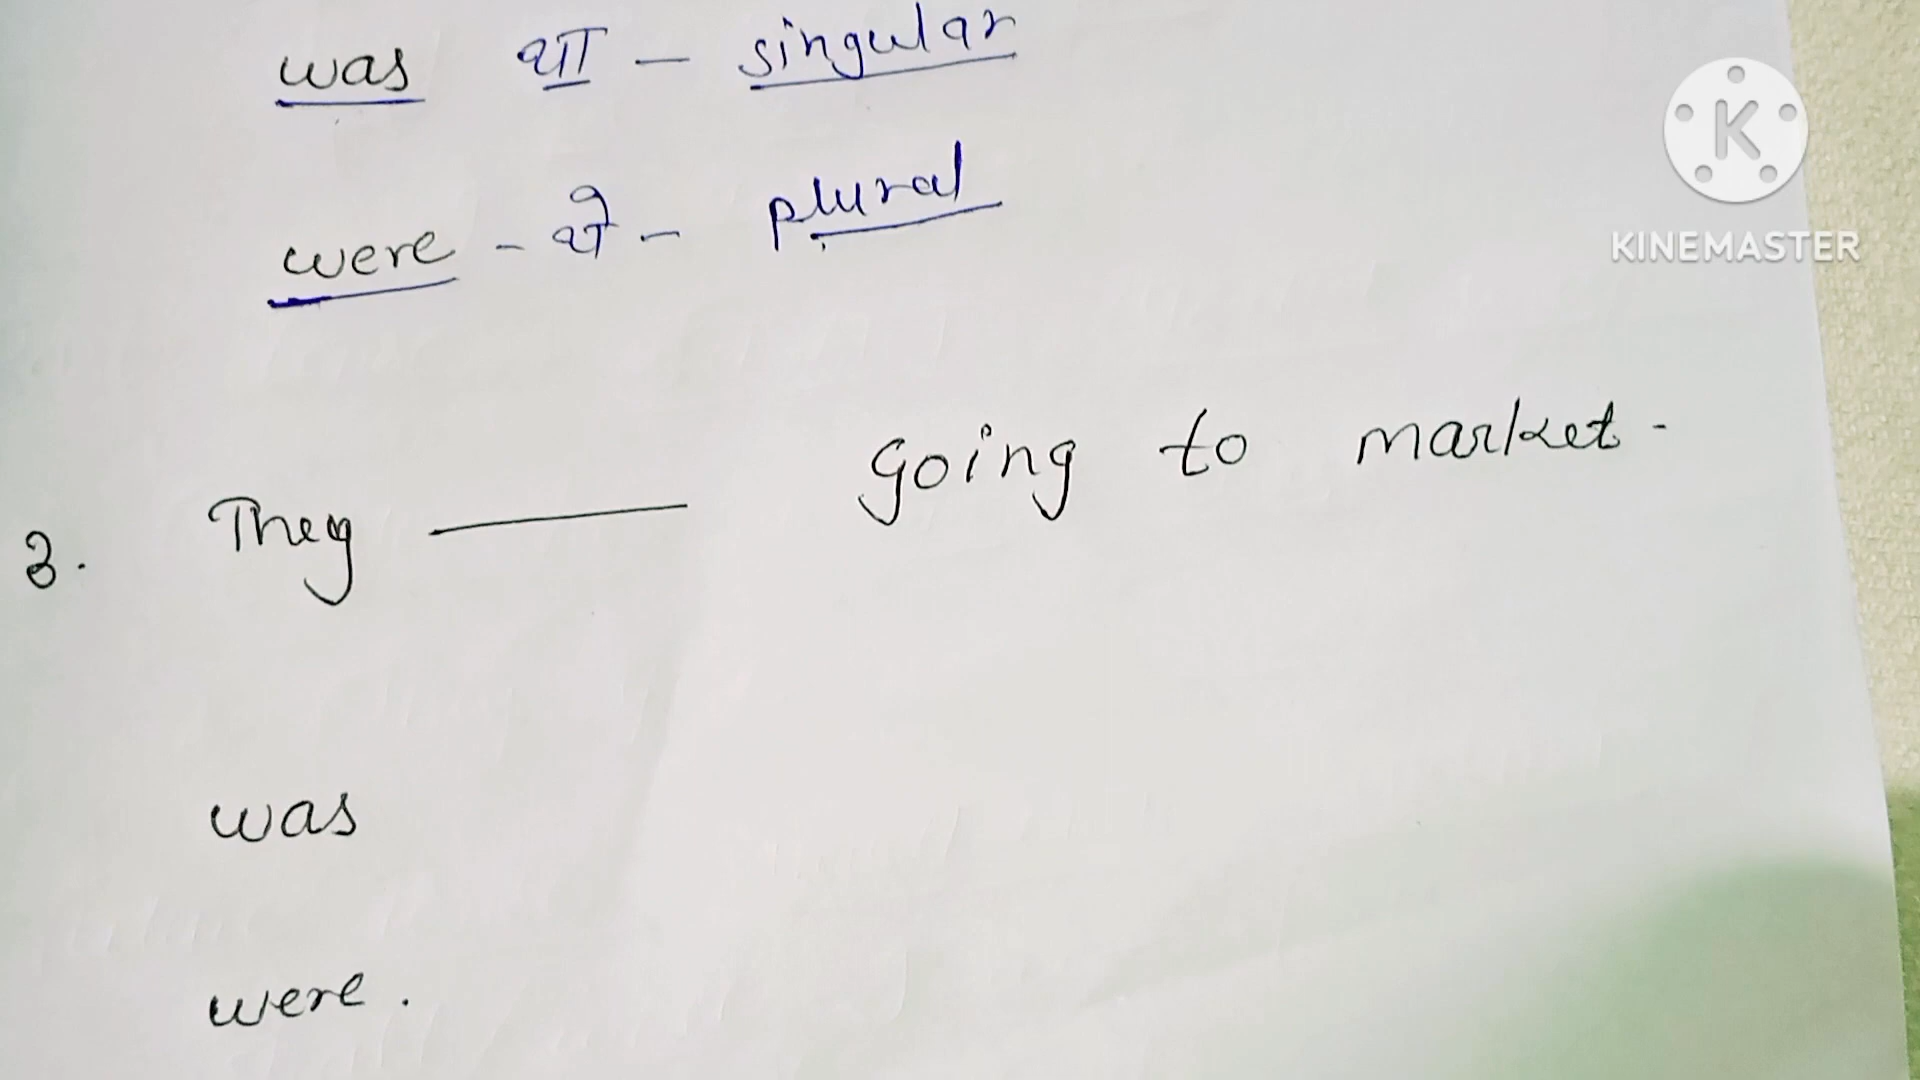 was था - singular
K
were - थे - plural
KINEMASTER
3. They ______ going to market.
was
were.